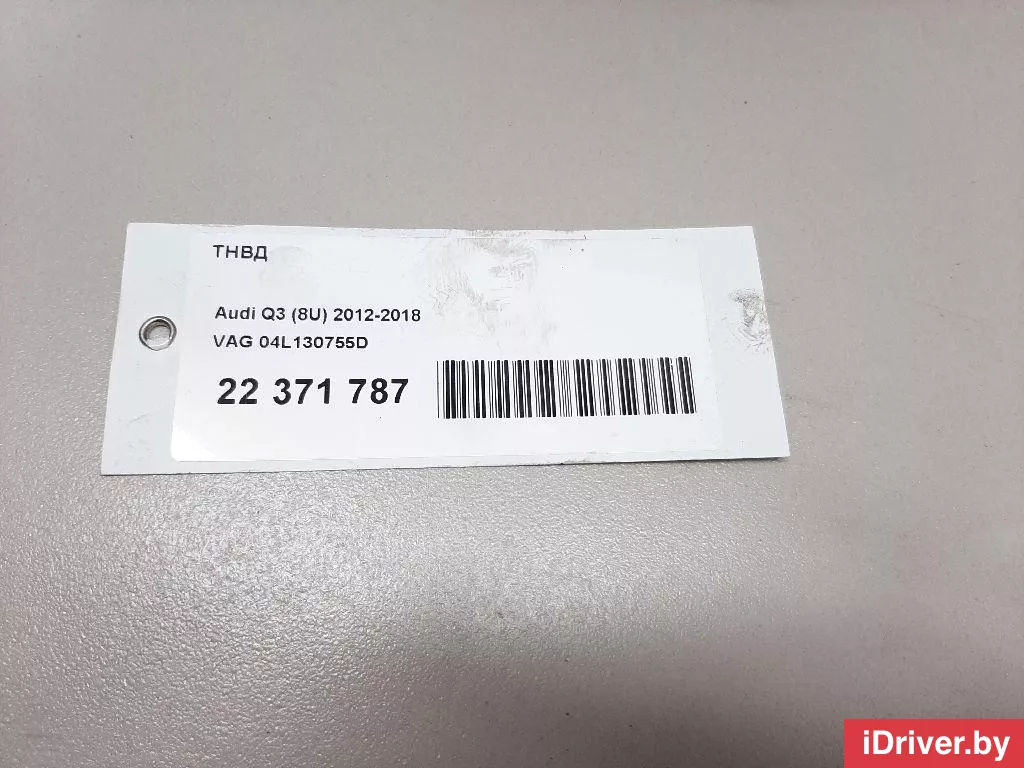 ТНВД
Audi Q3 (8U) 2012-2018
VAG 04L130755D
22 371 787
iDriver.by